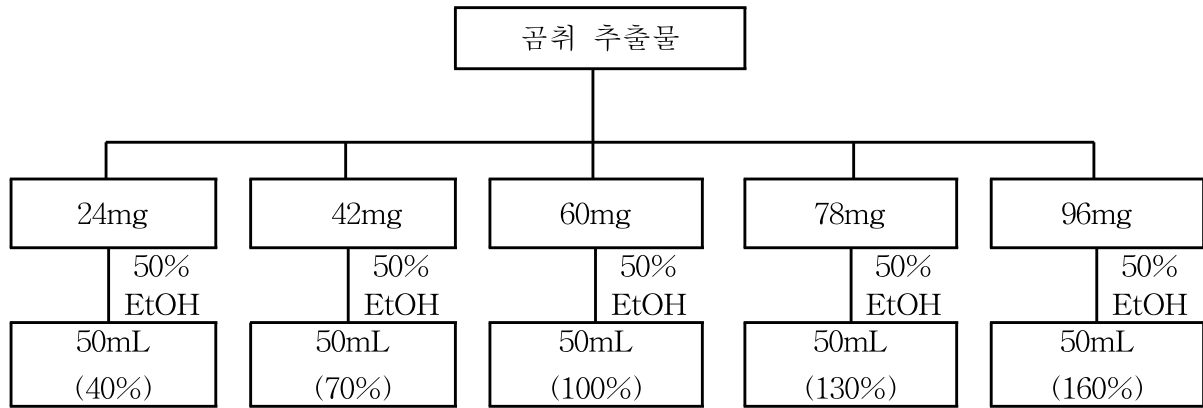 곰취 추출물
24mg
42mg
60mg
78mg
96mg
50%
EtOH
50%
EtOH
50%
EtOH
50%
EtOH
50%
EtOH
50mL
(40%)
50mL
(70%)
50mL
(100%)
50mL
(130%)
50mL
(160%)